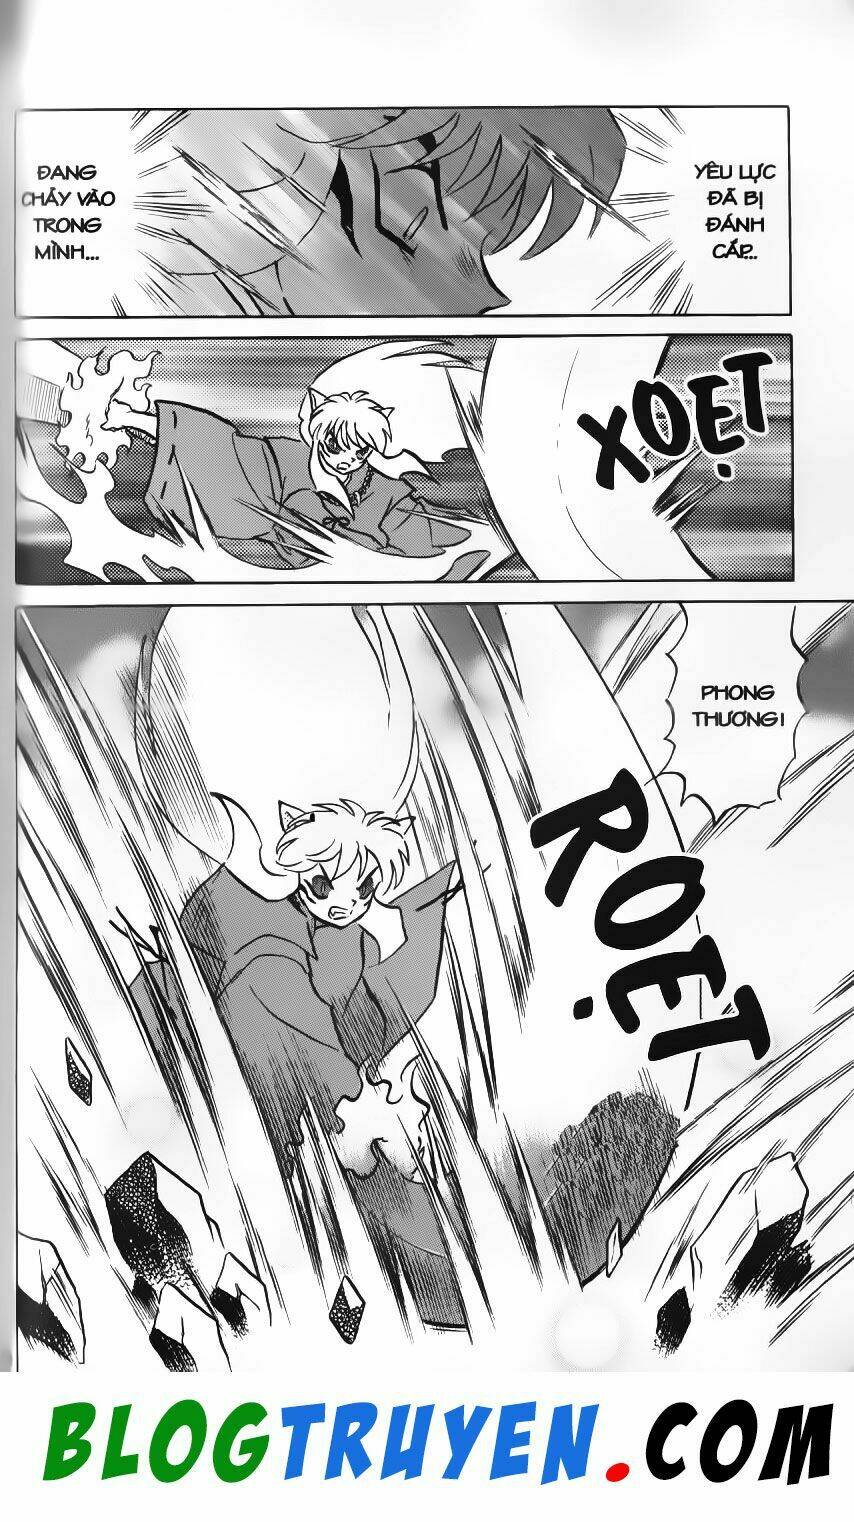 YÊU LỰC
ĐÃ BỊ
ĐÁNH
CẮP...
ĐANG
CHẢY VÀO
TRONG
MÌNH...
XOẸT
PHONG
THƯƠNG!
ROẸT
BLOGTRUYEN.COM